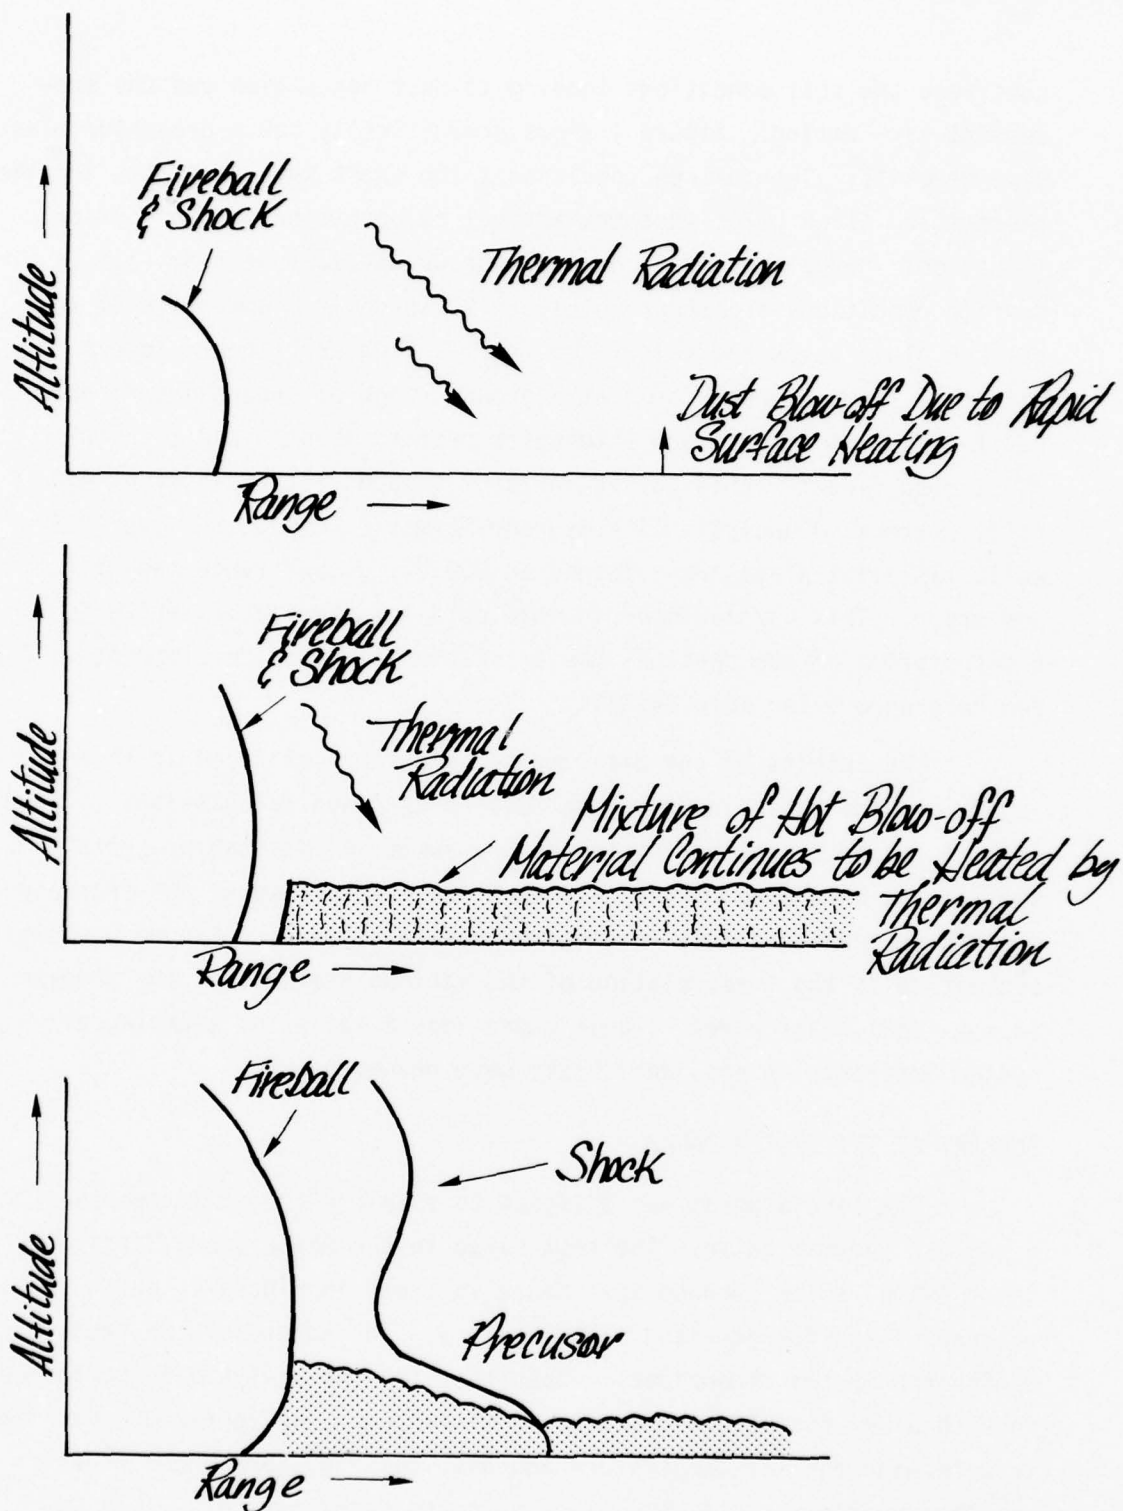 Fireball
& Shock
Thermal Radiation
Altitude
Dust Blow-off Due to Rapid
Surface Heating
Range
Fireball
& Shock
Thermal
Radiation
Altitude
Mixture of Hot Blow-off
Material Continues to be Heated by
Thermal
Radiation
Range
Fireball
Shock
Altitude
Precusor
Range